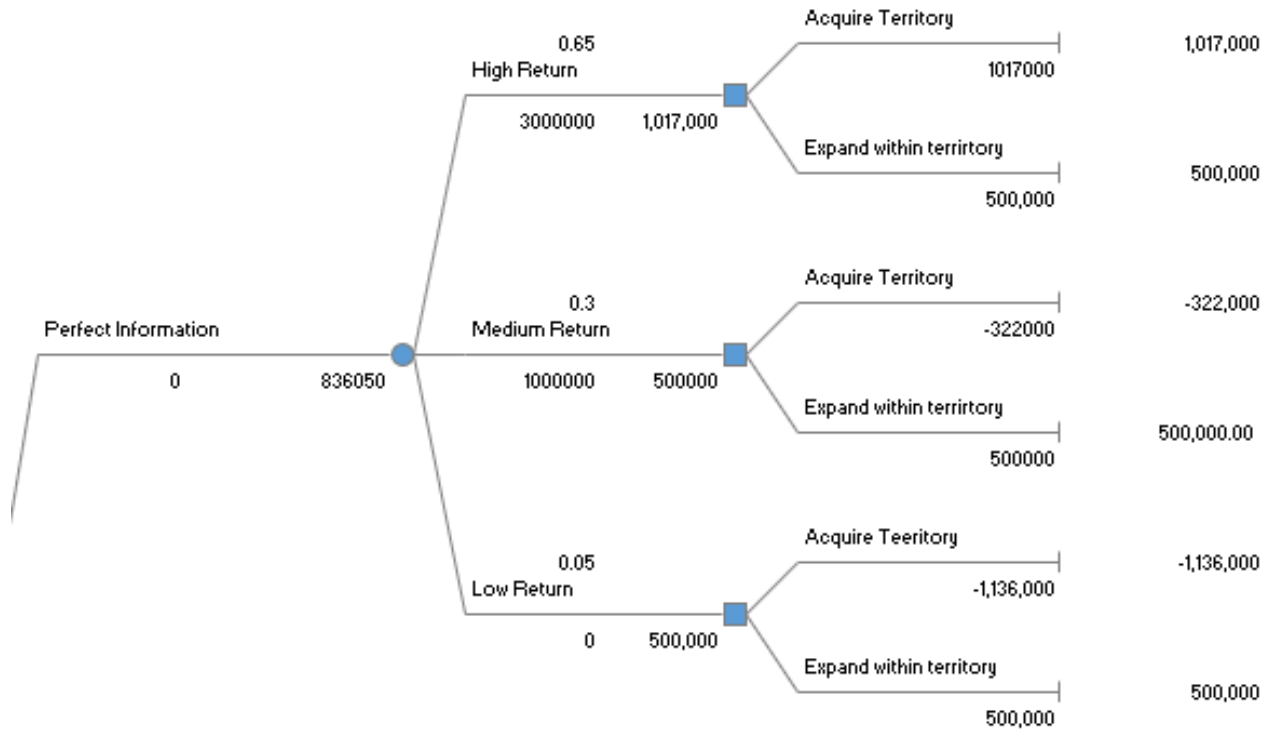 Acquire Territory
0.65 1,017,000
High Return 1017000
3000000 1,017,000
Expand within terrirtory
500,000
500,000
Acquire Territory
0.3 -322,000
Perfect Information Medium Return -322000
0 836050 1000000 500000
Expand within terrirtory
500,000.00
500000
Acquire Teeritory
0.05 -1,136,000
Low Return -1,136,000
0 500,000
Expand within territory
500,000
500,000